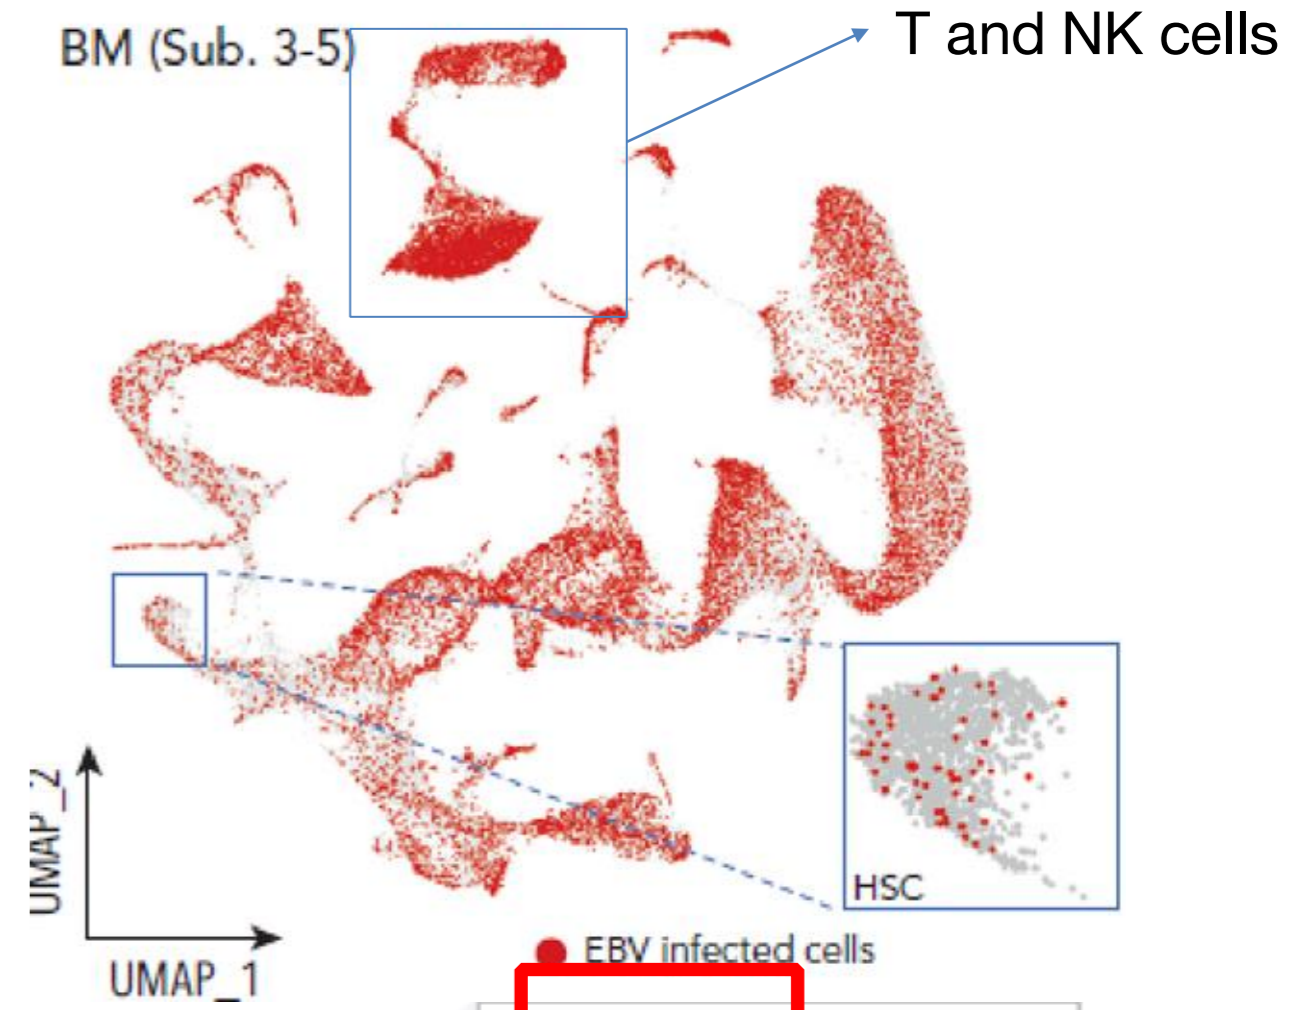 BM (Sub. 3-5)
T and NK cells
HSC
UMAP_2
UMAP_1
EBV infected cells